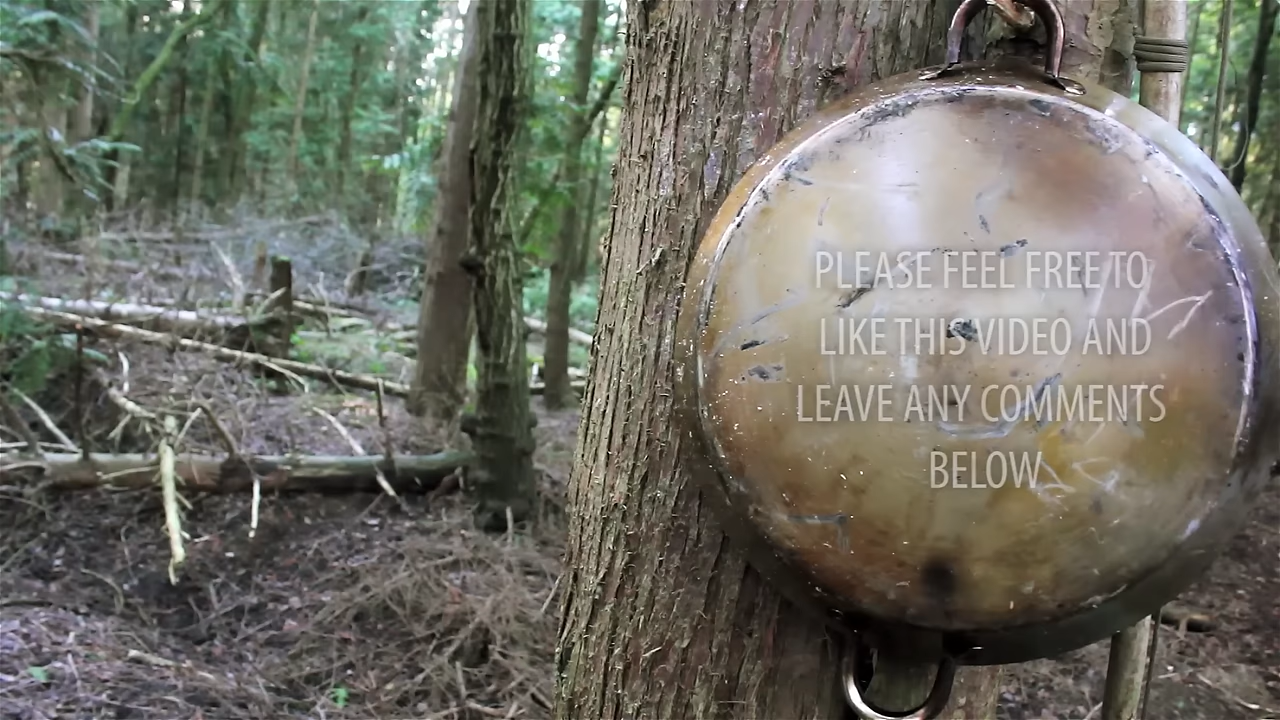 PLEASE FEEL FREE TO
LIKE THIS VIDEO AND
LEAVE ANY COMMENTS
BELOW